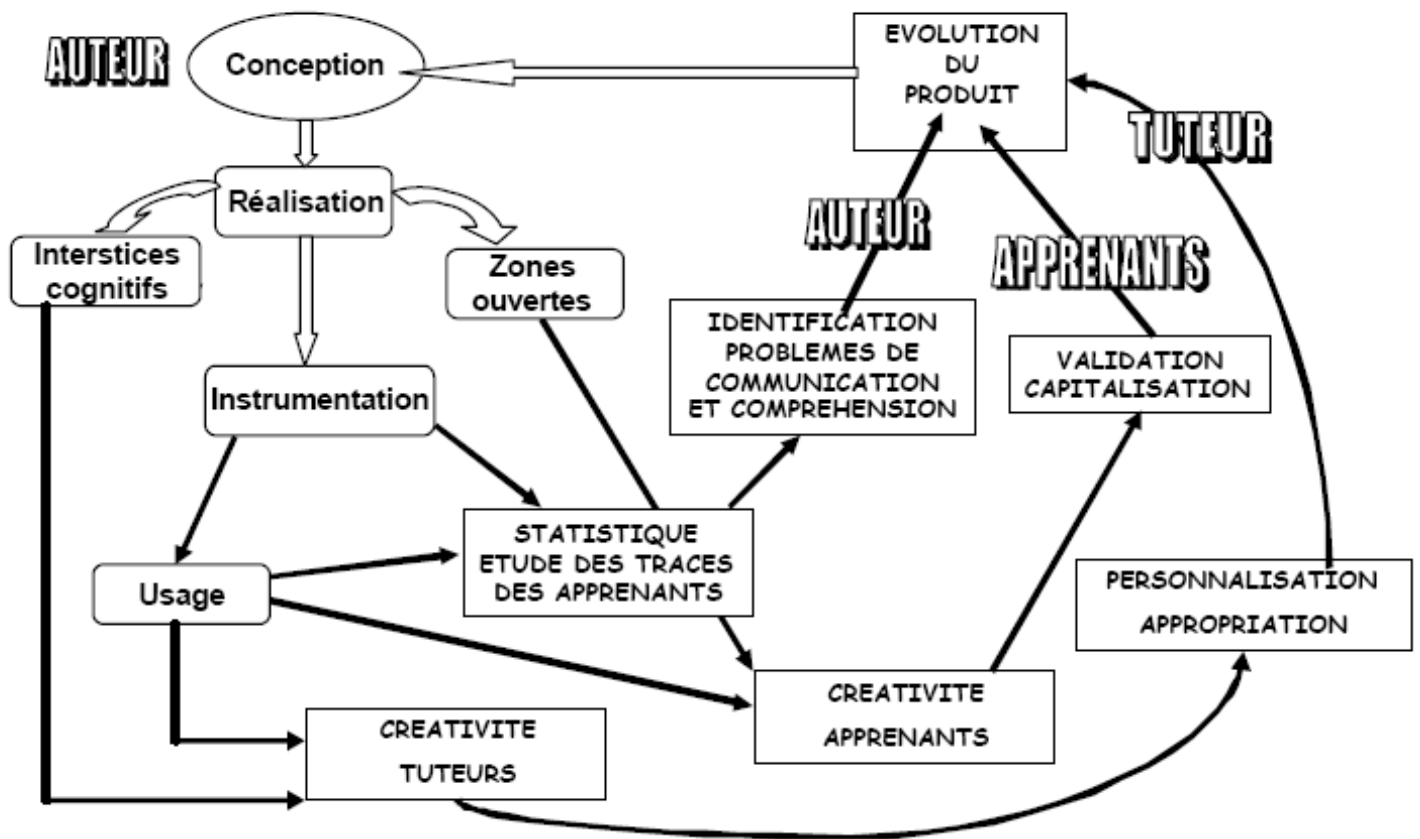 AUTEUR
Conception
EVOLUTION
DU
PRODUIT
TUTEUR
Réalisation
AUTEUR
APPRENANTS
Interstices
cognitifs
Zones
ouvertes
IDENTIFICATION
PROBLEMES DE
COMMUNICATION
ET COMPREHENSION
VALIDATION
CAPITALISATION
Instrumentation
STATISTIQUE
ETUDE DES TRACES
DES APPRENANTS
Usage
PERSONNALISATION
APPROPRIATION
CREATIVITE
APPRENANTS
CREATIVITE
TUTEURS